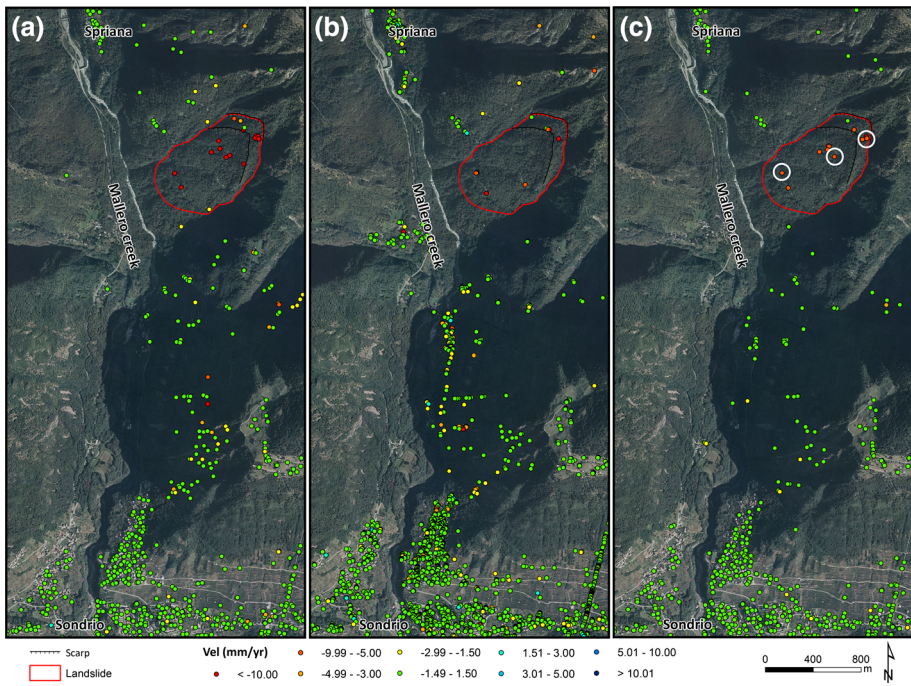 (a)
(b)
(c)
Spriana
Spriana
Spriana
Mallero creek
Mallero creek
Mallero creek
Sondrio
Sondrio
Sondrio
Scarp
Landslide
Vel (mm/yr)
< -10.00
-9.99 - -5.00
-4.99 - -3.00
-2.99 - -1.50
-1.49 - 1.50
1.51 - 3.00
3.01 - 5.00
5.01 - 10.00
> 10.01
0 400 800
m
N